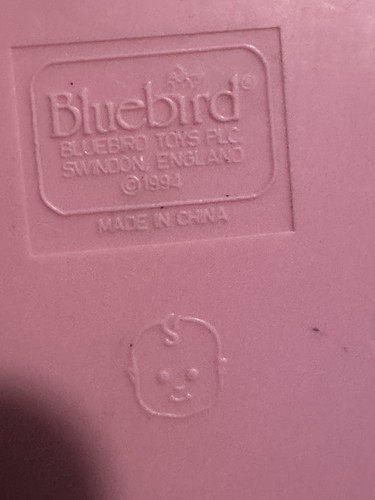 Bluebird®
BLUEBIRD TOYS PLC,
SWINDON, ENGLAND
©1994
MADE IN CHINA